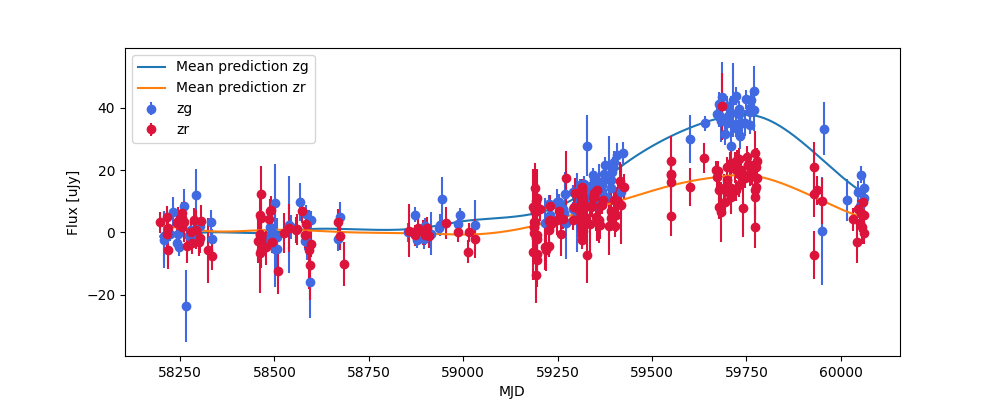 Mean prediction zg
Mean prediction zr
zg
zr
Flux [uJy]
40
20
0
−20
58250 58500 58750 59000 59250 59500 59750 60000
MJD